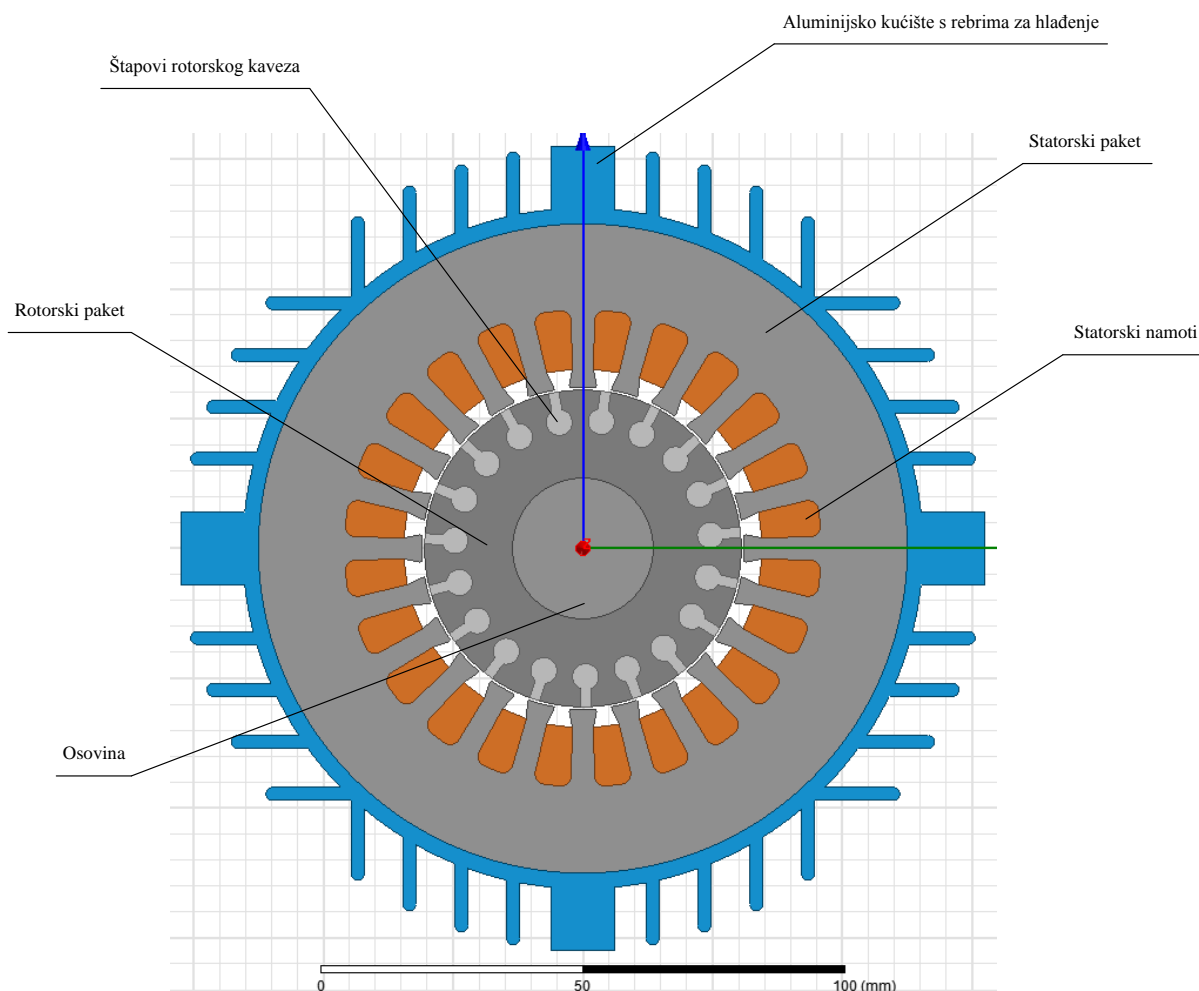 Aluminijsko kućište s rebrima za hlađenje
Štapovi rotorskog kaveza
Statorski paket
Rotorski paket
Statorski namoti
Osovina
0 50 100 (mm)